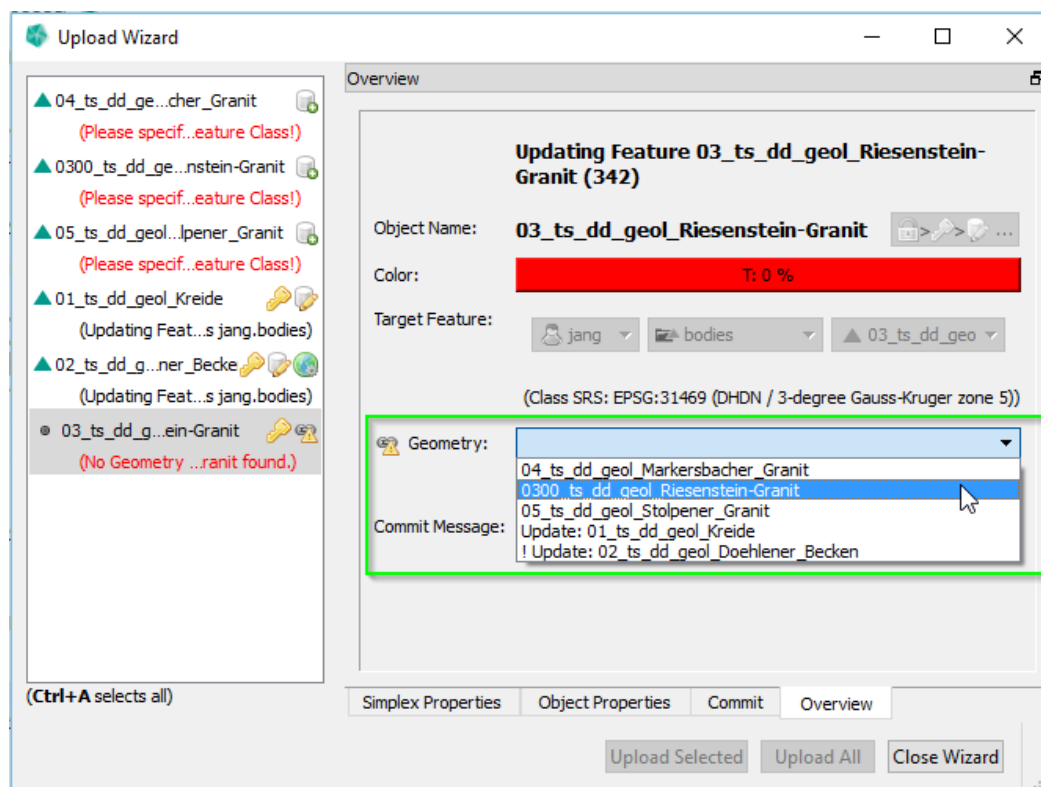 Upload Wizard
04_ts_dd_ge...cher_Granit
(Please specif...eature Class!)
0300_ts_dd_ge...nstein-Granit
(Please specif...eature Class!)
05_ts_dd_geol...lpener_Granit
(Please specif...eature Class!)
01_ts_dd_geol_Kreide
(Updating Feat...s jang.bodies)
02_ts_dd_g...ner_Becke
(Updating Feat...s jang.bodies)
03_ts_dd_g...ein-Granit
(No Geometry ...ranit found.)
(Ctrl+A selects all)
Overview
Updating Feature 03_ts_dd_geol_Riesenstein-
Granit (342)
Object Name: 03_ts_dd_geol_Riesenstein-Granit > > ...
Color: T: 0 %
Target Feature: jang bodies 03_ts_dd_geo
(Class SRS: EPSG:31469 (DHDN / 3-degree Gauss-Kruger zone 5))
Geometry:
04_ts_dd_geol_Markersbacher_Granit
0300_ts_dd_geol_Riesenstein-Granit
05_ts_dd_geol_Stolpener_Granit
Commit Message: Update: 01_ts_dd_geol_Kreide
! Update: 02_ts_dd_geol_Doehlener_Becken
Simplex Properties Object Properties Commit Overview
Upload Selected Upload All Close Wizard